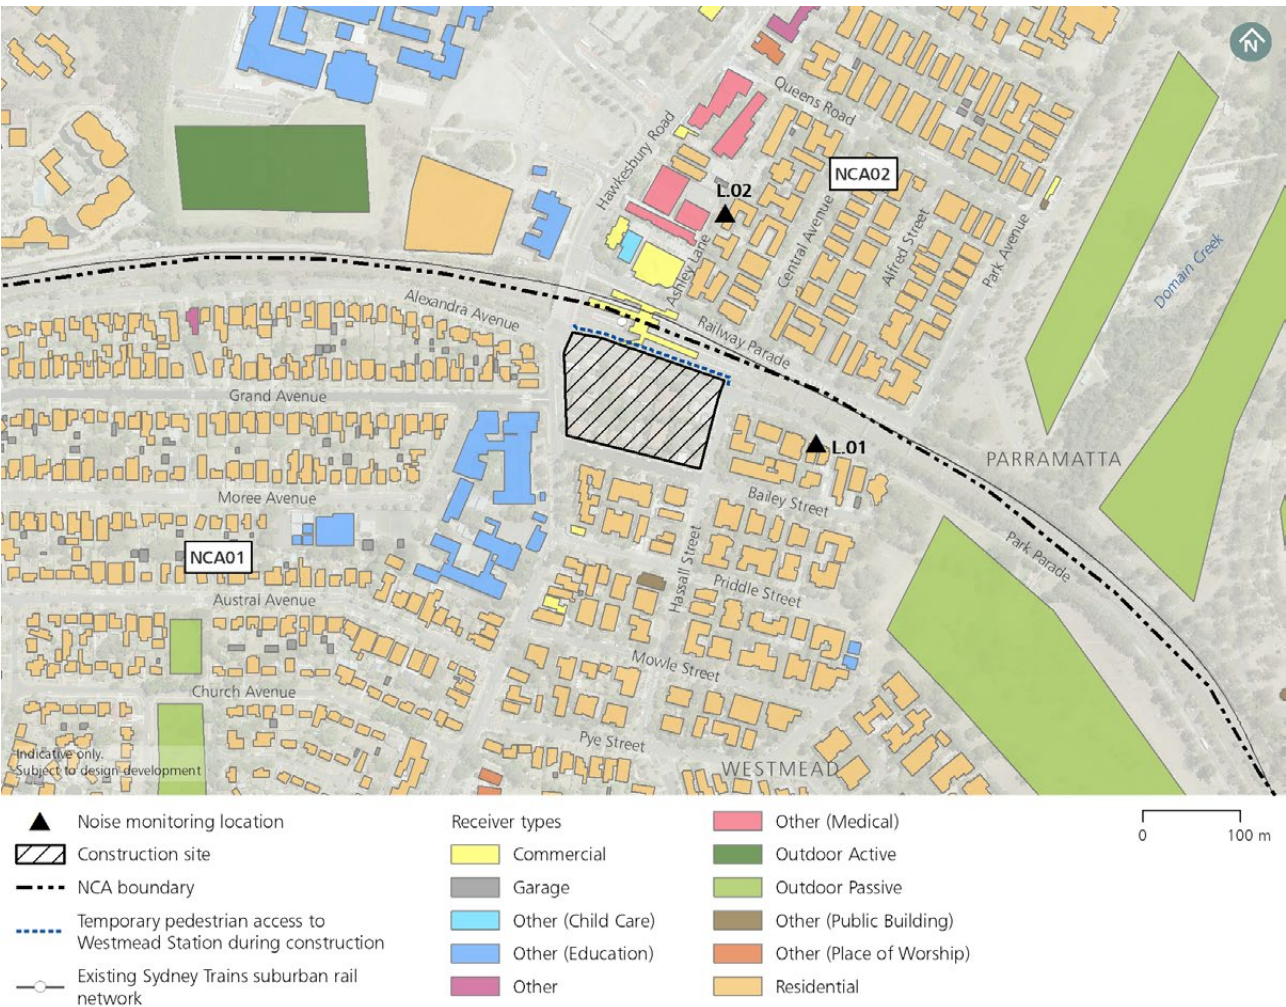 N
Queens Road
Hawkesbury Road
NCA02
L.02
Central Avenue
Alfred Street
Park Avenue
Domain Creek
Ashley Lane
Alexandra Avenue
Railway Parade
Grand Avenue
L.01
PARRAMATTA
Moree Avenue
Bailey Street
NCA01
Hassall Street
Park Parade
Priddle Street
Austral Avenue
Mowle Street
Church Avenue
Pye Street
WESTMEAD
Indicative only.
Subject to design development
Noise monitoring location
Construction site
NCA boundary
Temporary pedestrian access to
Westmead Station during construction
Existing Sydney Trains suburban rail
network
Receiver types
Commercial
Garage
Other (Child Care)
Other (Education)
Other
Other (Medical)
Outdoor Active
Outdoor Passive
Other (Public Building)
Other (Place of Worship)
Residential
0 100 m